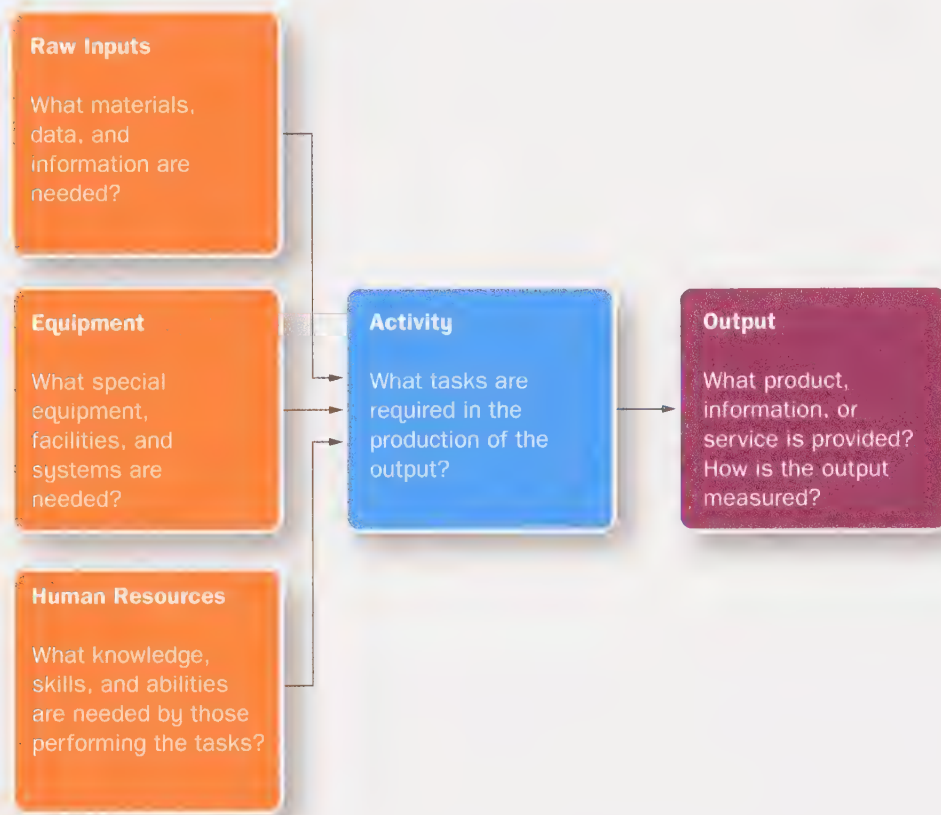 Raw Inputs
What materials,
data, and
information are
needed?
Equipment
What special
equipment,
facilities, and
systems are
needed?
Human Resources
What knowledge,
skills, and abilities
are needed by those
performing the tasks?
Activity
What tasks are
required in the
production of the
output?
Output
What product,
information, or
service is provided?
How is the output
measured?